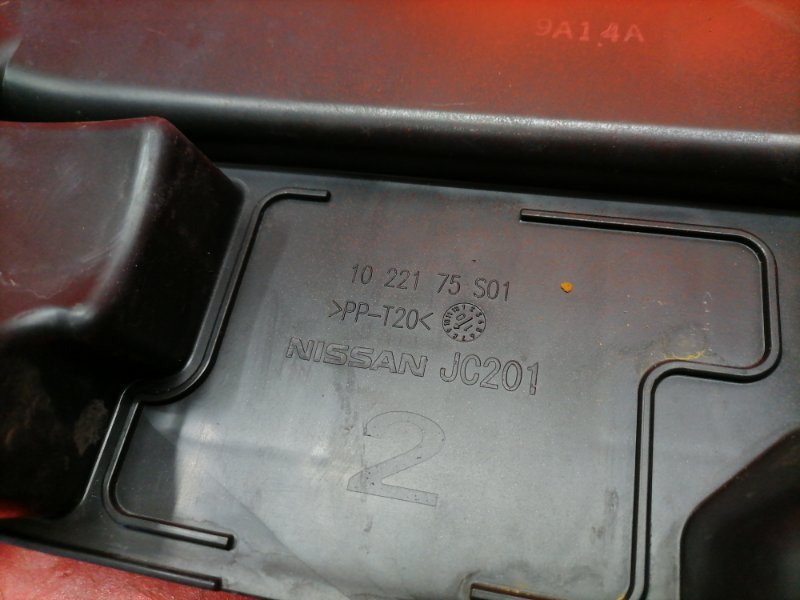 9A14A
10 221 75 S01
>PP-T20<
NISSAN JC201
2